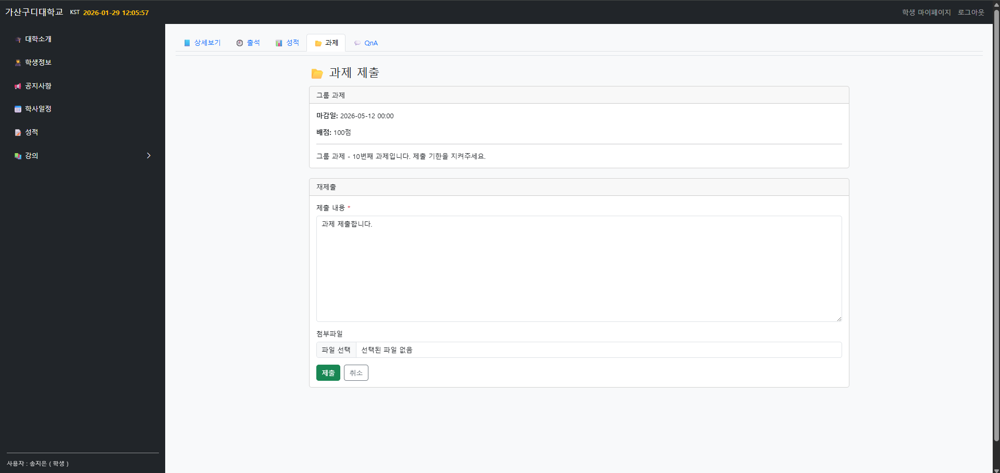 가산구디대학교 KST 2026-01-29 12:05:57
학생 마이페이지 로그아웃
대학소개
학생정보
공지사항
학사일정
성적
강의
사용자 : 송지은 ( 학생 )
상세보기 출석 성적 과제 QnA
과제 제출
그룹 과제
마감일: 2026-05-12 00:00
배점: 100점
그룹 과제 - 10번째 과제입니다. 제출 기한을 지켜주세요.
재제출
제출 내용 *
과제 제출합니다.
첨부파일
파일 선택 선택된 파일 없음
제출 취소